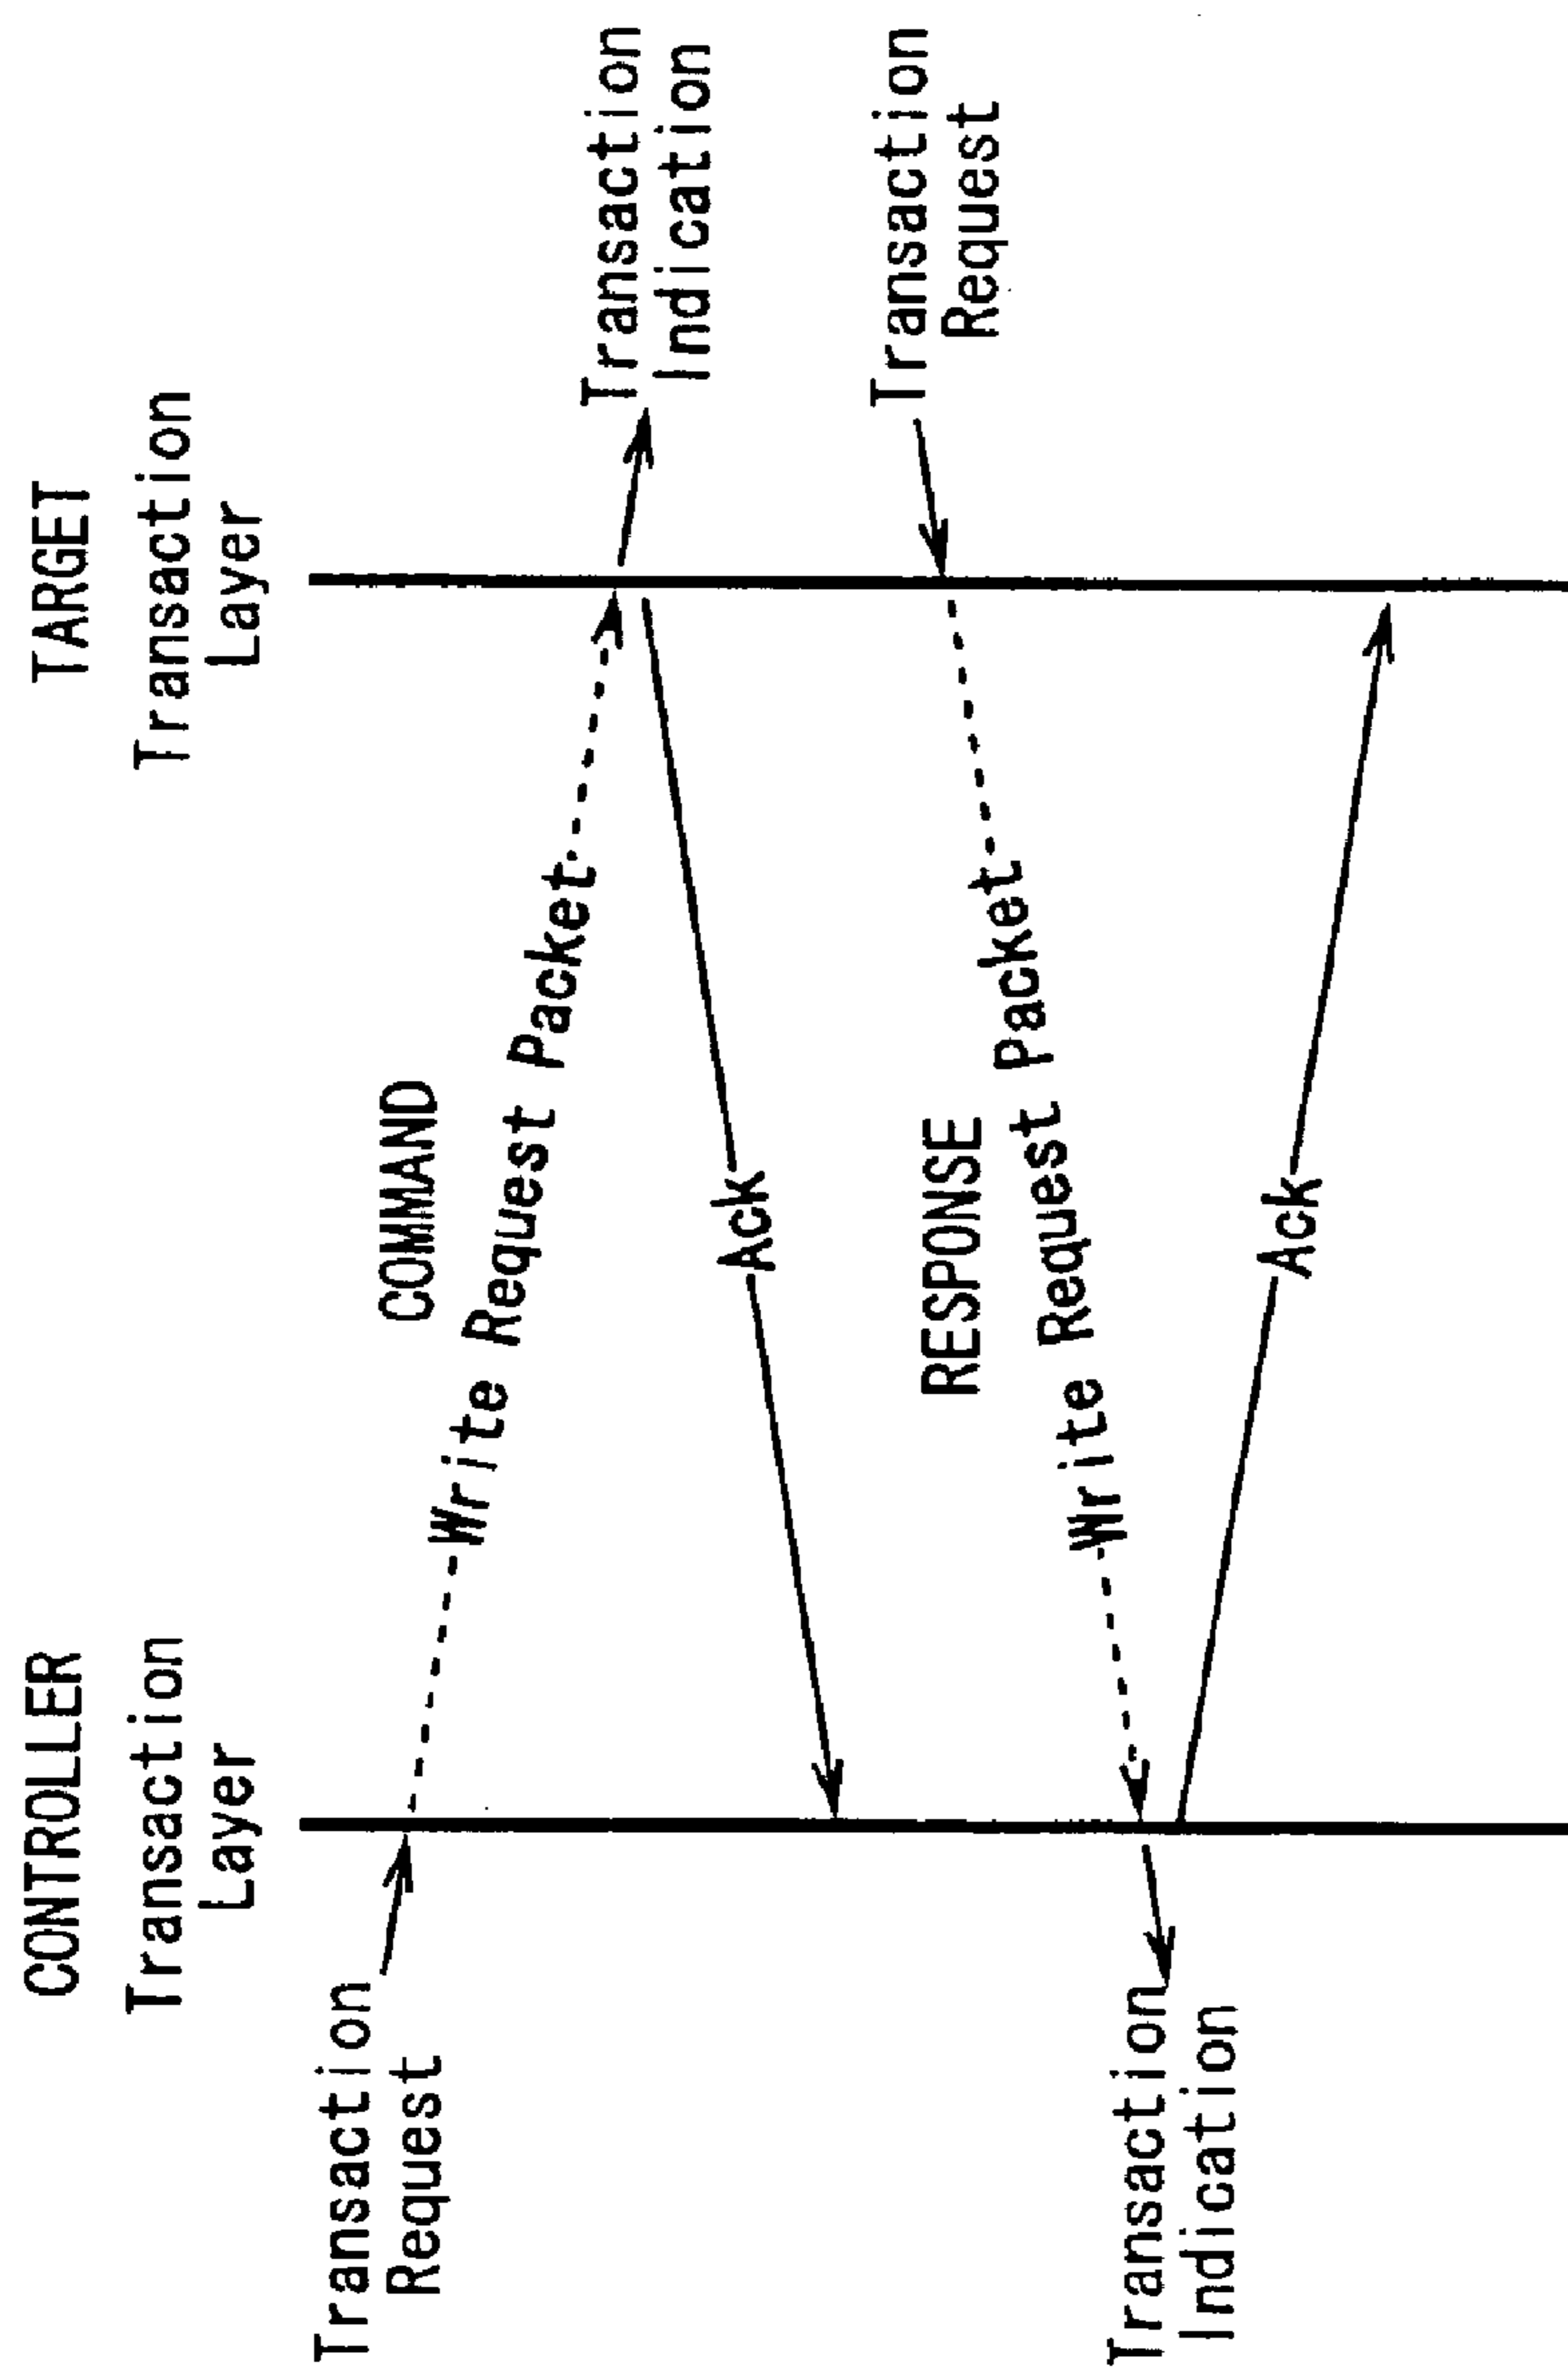 CONTROLLER
Transaction
Layer
TARGET
Transaction
Layer
Transaction
Request
COMMAND
Write Request Packet
Transaction
Indication
Ack
Transaction
Request
RESPONSE
Write Request Packet
Transaction
Indication
Ack